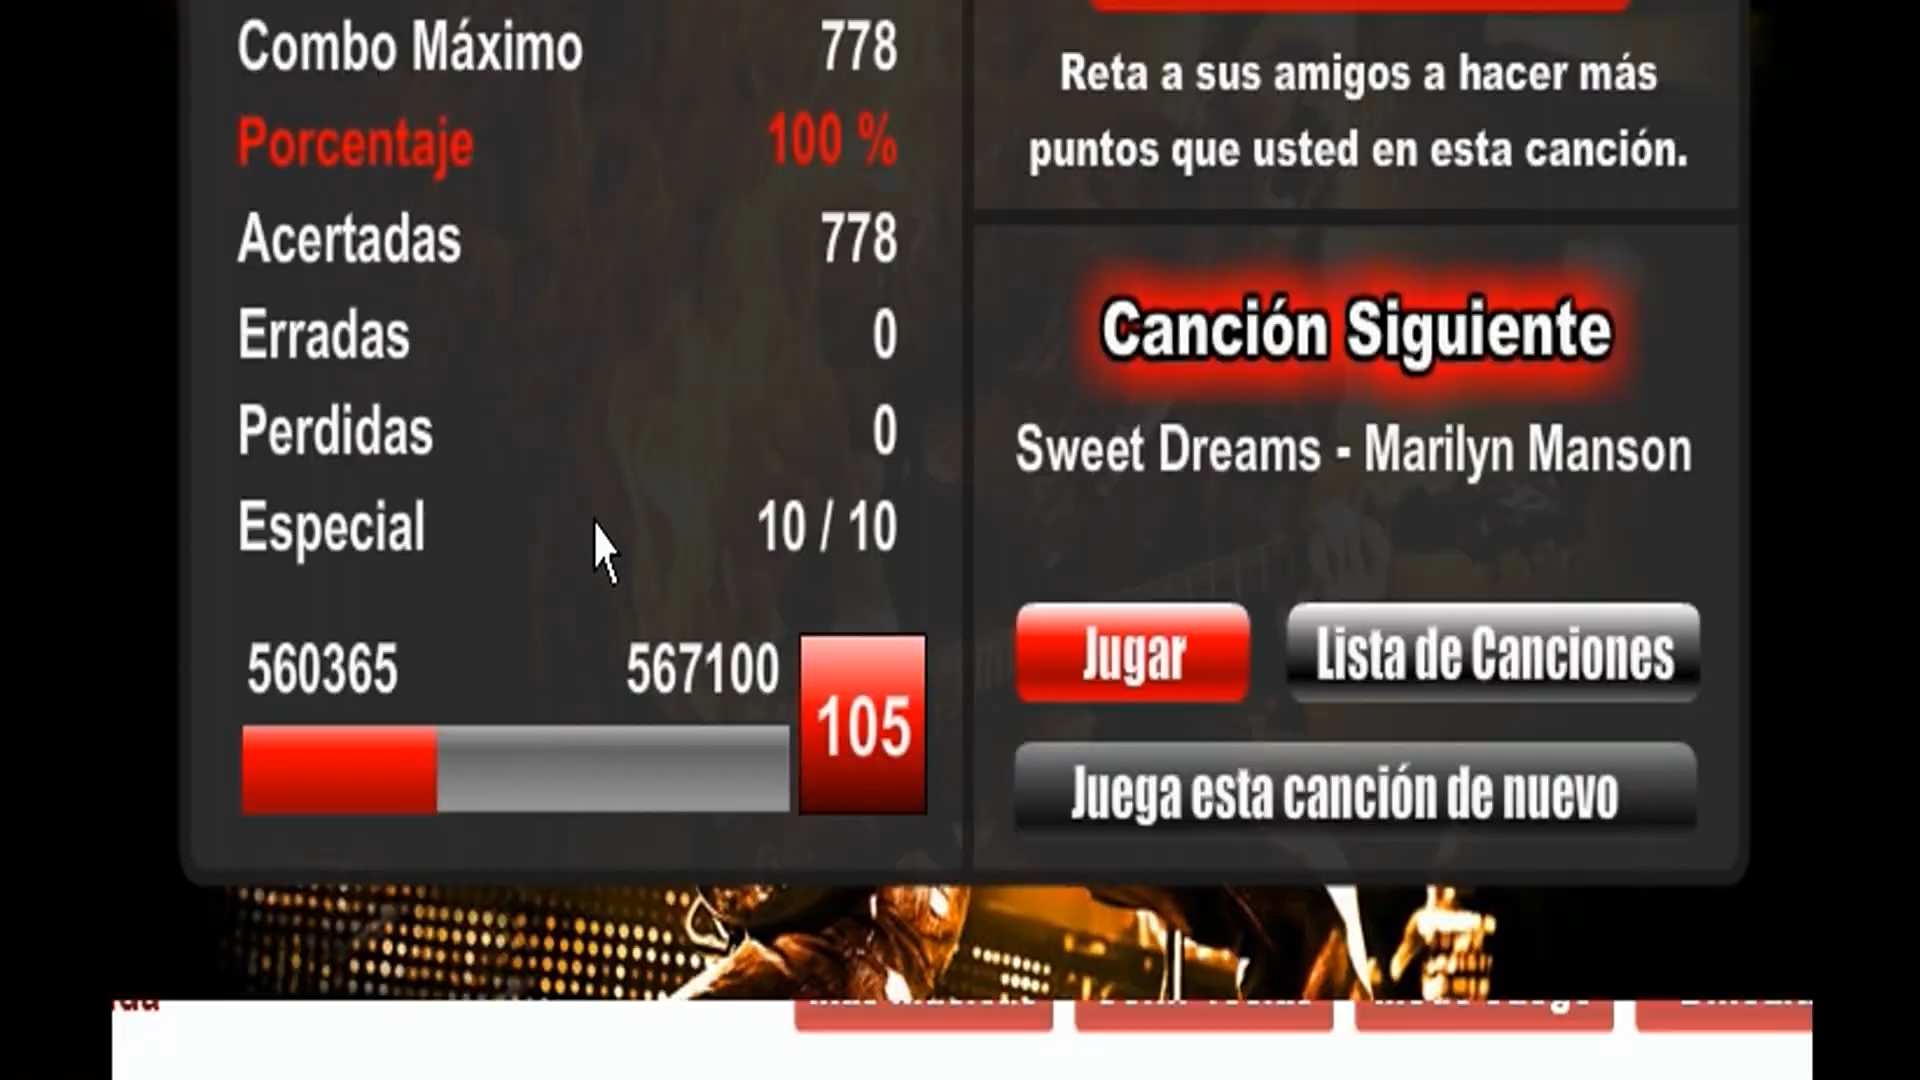 Combo Máximo 778
Porcentaje 100 %
Acertadas 778
Erradas 0
Perdidas 0
Especial 10 / 10
560365 567100
105
Reta a sus amigos a hacer más
puntos que usted en esta canción.
Canción Siguiente
Sweet Dreams - Marilyn Manson
Jugar
Lista de Canciones
Juega esta canción de nuevo